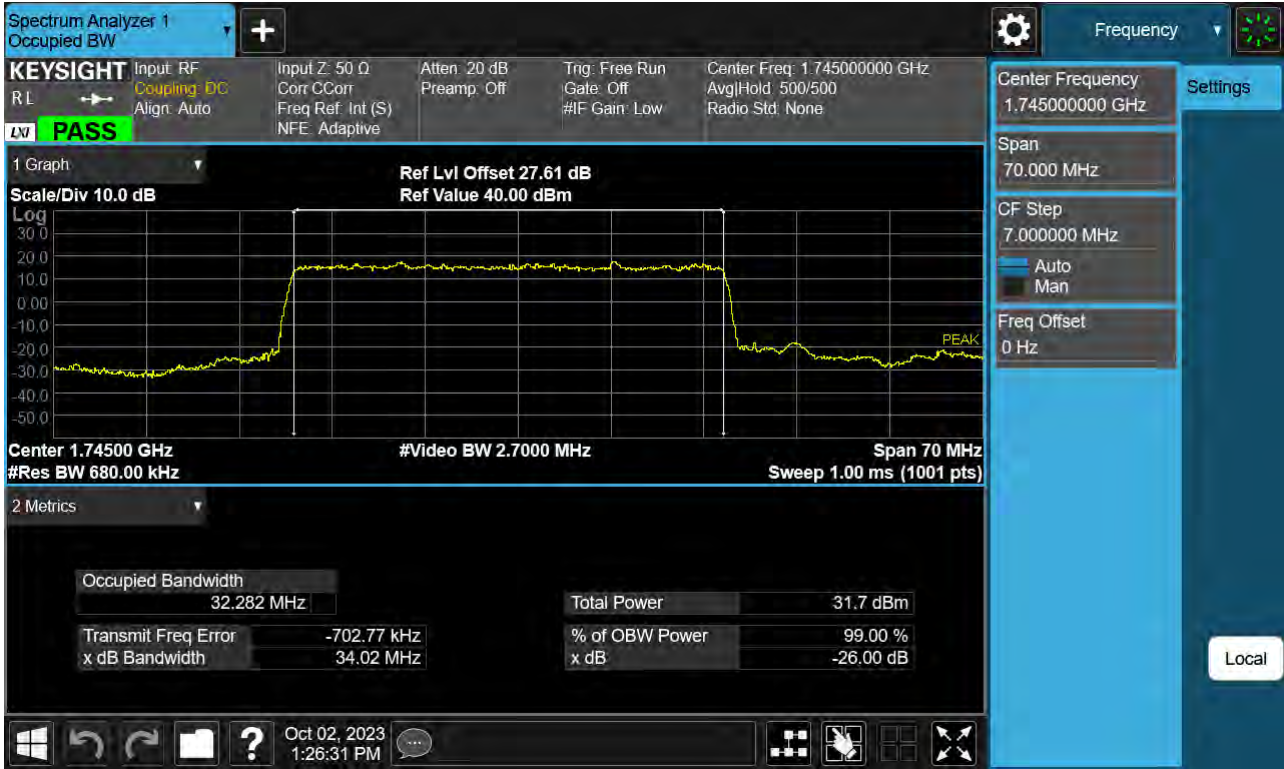 Spectrum Analyzer 1
Occupied BW
Frequency
KEYSIGHT
RL
LXI PASS
Input: RF
Coupling: DC
Align: Auto
Input Z: 50 Ω
Corr CCorr
Freq Ref: Int (S)
NFE: Adaptive
Atten: 20 dB
Preamp: Off
Trig: Free Run
Gate: Off
#IF Gain: Low
Center Freq: 1.745000000 GHz
Avg|Hold: 500/500
Radio Std: None
Center Frequency
1.745000000 GHz
Settings
Span
70.000 MHz
CF Step
7.000000 MHz
Auto
Man
Freq Offset
0 Hz
Local
1 Graph
Scale/Div 10.0 dB
Ref Lvl Offset 27.61 dB
Ref Value 40.00 dBm
Log
30.0
20.0
10.0
0.00
-10.0
-20.0
-30.0
-40.0
-50.0
PEAK
Center 1.74500 GHz
#Video BW 2.7000 MHz
Span 70 MHz
#Res BW 680.00 kHz
Sweep 1.00 ms (1001 pts)
2 Metrics
Occupied Bandwidth
32.282 MHz
Total Power 31.7 dBm
Transmit Freq Error -702.77 kHz
% of OBW Power 99.00 %
x dB Bandwidth 34.02 MHz
x dB -26.00 dB
?
Oct 02, 2023
1:26:31 PM